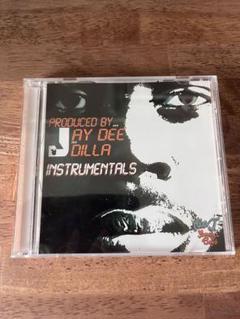 PRODUCED BY...
JAY DEE
DILLA
INSTRUMENTALS